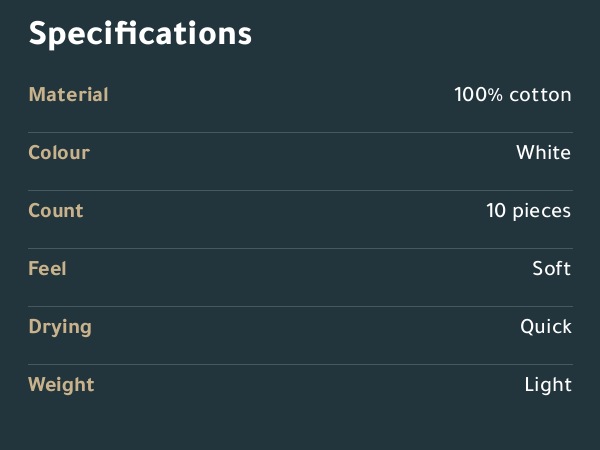 Specifications
Material 100% cotton
Colour White
Count 10 pieces
Feel Soft
Drying Quick
Weight Light